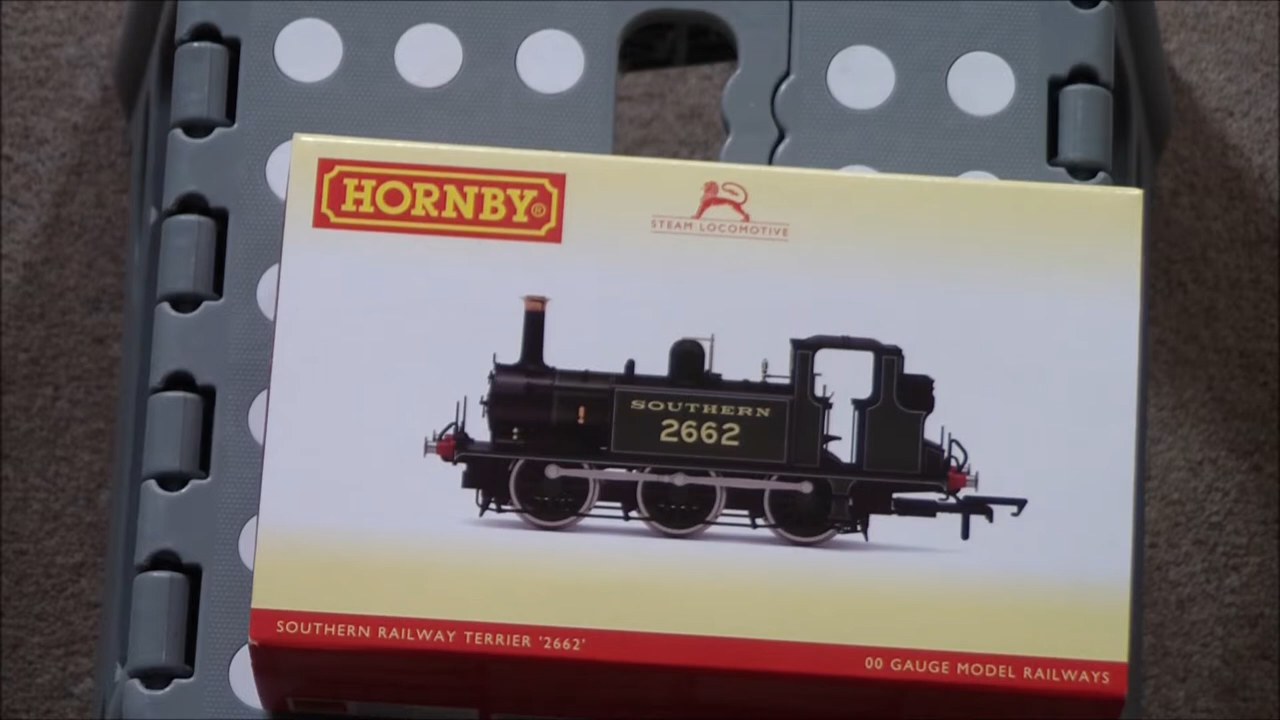 HORNBY®
STEAM LOCOMOTIVE
SOUTHERN
2662
SOUTHERN RAILWAY TERRIER '2662'
00 GAUGE MODEL RAILWAYS